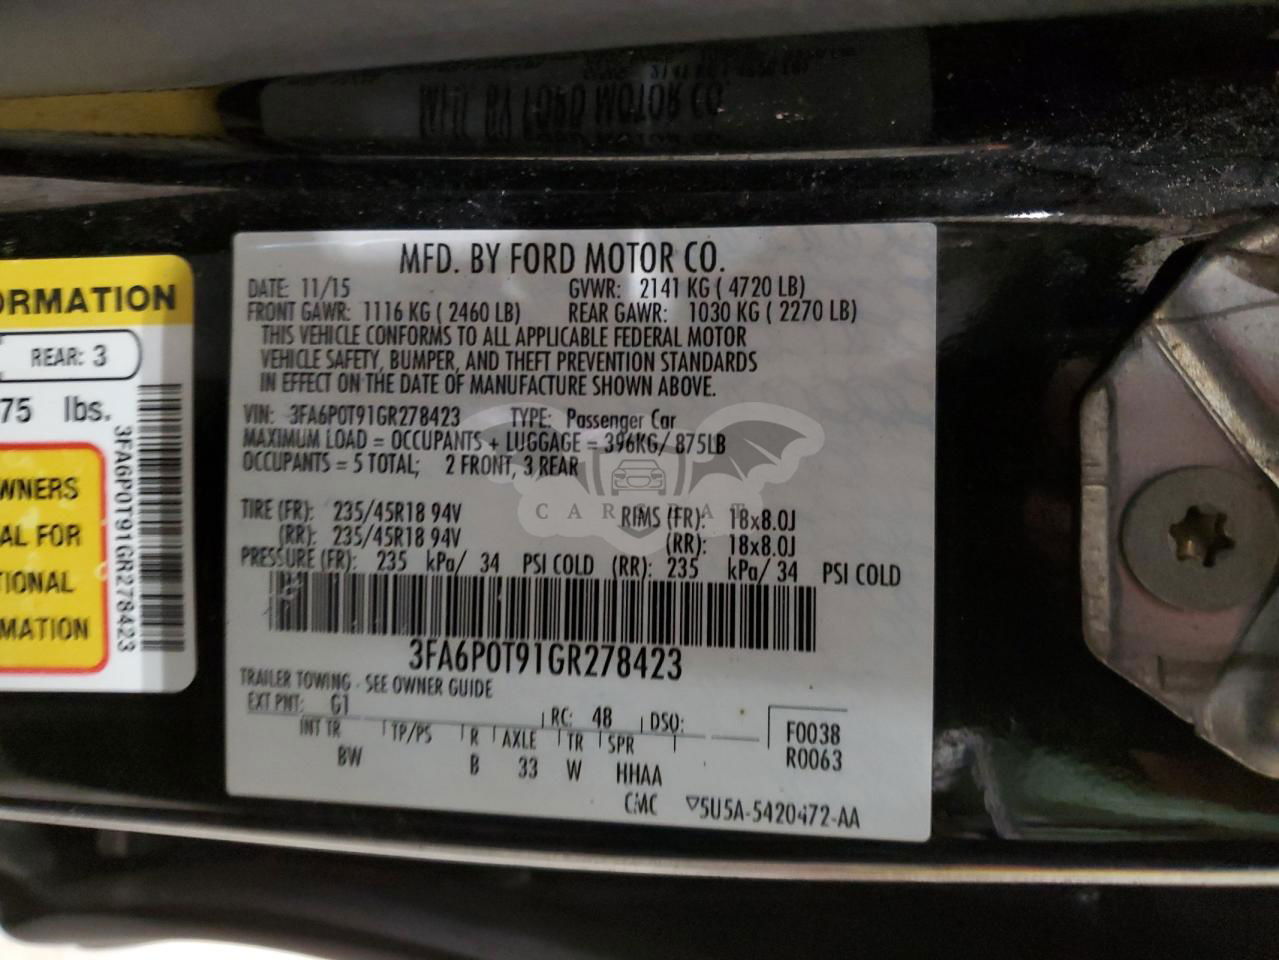 MFD. BY FORD MOTOR CO.
DATE: 11/15 GVWR: 2141 KG ( 4720 LB)
FRONT GAWR: 1116 KG ( 2460 LB) REAR GAWR: 1030 KG ( 2270 LB)
THIS VEHICLE CONFORMS TO ALL APPLICABLE FEDERAL MOTOR
VEHICLE SAFETY, BUMPER, AND THEFT PREVENTION STANDARDS
IN EFFECT ON THE DATE OF MANUFACTURE SHOWN ABOVE.
VIN: 3FA6P0T91GR278423 TYPE: Passenger Car
MAXIMUM LOAD = OCCUPANTS + LUGGAGE = 396KG/ 875LB
OCCUPANTS = 5 TOTAL; 2 FRONT, 3 REAR
TIRE (FR): 235/45R18 94V RIMS (FR): 18x8.0J
(RR): 235/45R18 94V (RR): 18x8.0J
PRESSURE (FR): 235 kPa/ 34 PSI COLD (RR): 235 kPa/ 34 PSI COLD
3FA6P0T91GR278423
TRAILER TOWING - SEE OWNER GUIDE
EXT PNT: G1 RC: 48 DSO:
INT TR TP/PS R AXLE TR SPR
BW B 33 W HHAA
F0038
R0063
CMC ▽5U5A-5420472-AA
ORMATION
REAR: 3
75 lbs.
WNERS
AL FOR
TIONAL
MATION
3FA6P0T91GR278423
MFD. BY FORD MOTOR CO.